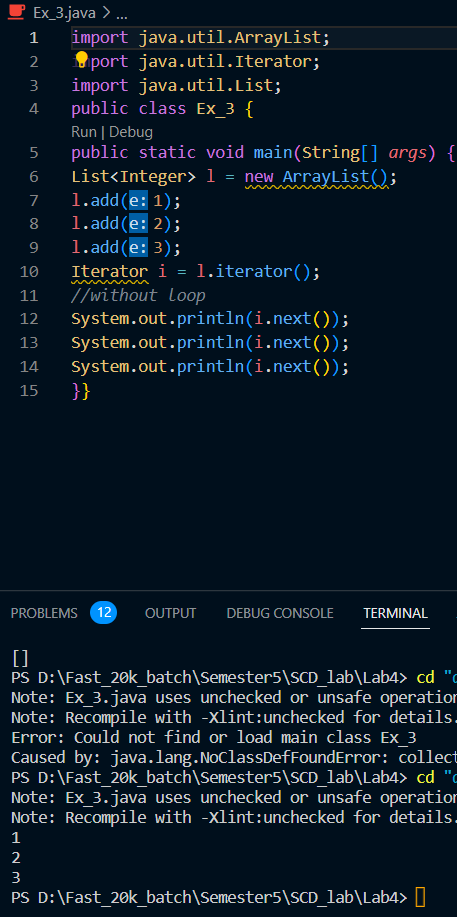 Ex_3.java > ...
1 import java.util.ArrayList;
2 import java.util.Iterator;
3 import java.util.List;
4 public class Ex_3 {
Run | Debug
5 public static void main(String[] args) {
6 List<Integer> l = new ArrayList();
7 l.add(e: 1);
8 l.add(e: 2);
9 l.add(e: 3);
10 Iterator i = l.iterator();
11 //without loop
12 System.out.println(i.next());
13 System.out.println(i.next());
14 System.out.println(i.next());
15 }}
PROBLEMS 12 OUTPUT DEBUG CONSOLE TERMINAL
[]
PS D:\Fast_20k_batch\Semester5\SCD_lab\Lab4> cd "d
Note: Ex_3.java uses unchecked or unsafe operation
Note: Recompile with -Xlint:unchecked for details.
Error: Could not find or load main class Ex_3
Caused by: java.lang.NoClassDefFoundError: collect
PS D:\Fast_20k_batch\Semester5\SCD_lab\Lab4> cd "d
Note: Ex_3.java uses unchecked or unsafe operation
Note: Recompile with -Xlint:unchecked for details.
1
2
3
PS D:\Fast_20k_batch\Semester5\SCD_lab\Lab4>